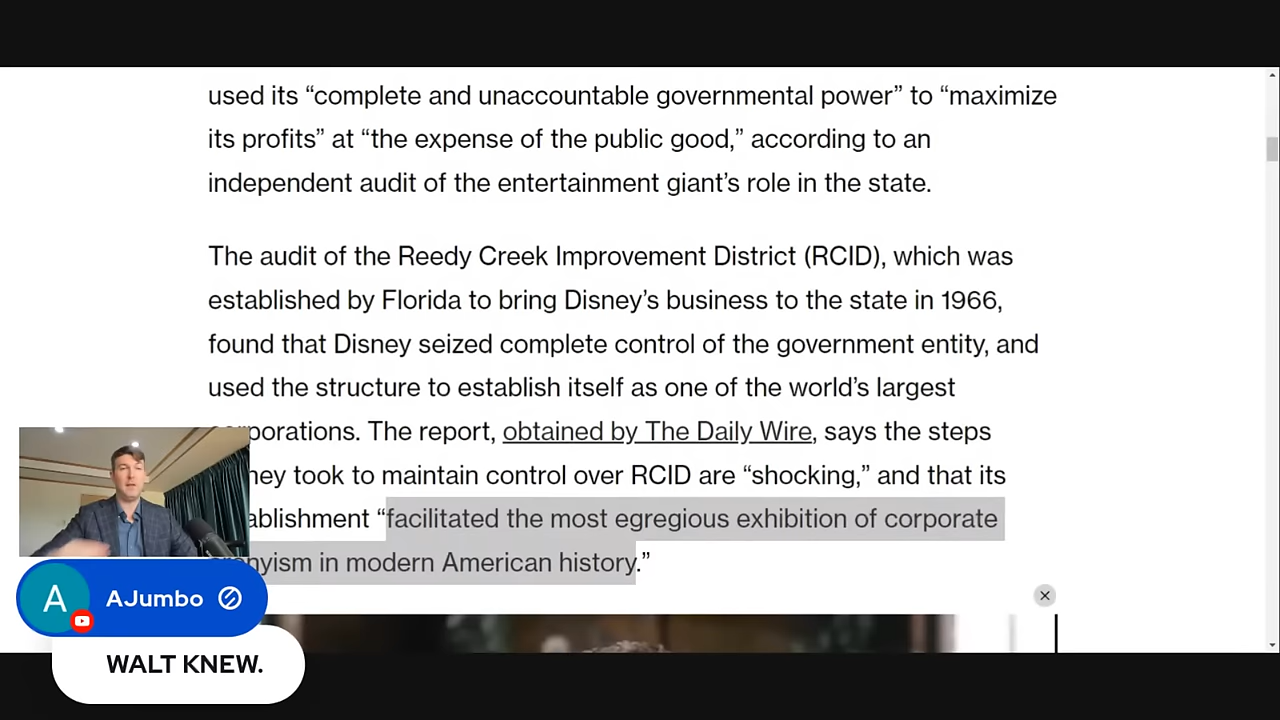 used its “complete and unaccountable governmental power” to “maximize
its profits” at “the expense of the public good,” according to an
independent audit of the entertainment giant’s role in the state.
The audit of the Reedy Creek Improvement District (RCID), which was
established by Florida to bring Disney’s business to the state in 1966,
found that Disney seized complete control of the government entity, and
used the structure to establish itself as one of the world’s largest
corporations. The report, obtained by The Daily Wire, says the steps
ney took to maintain control over RCID are “shocking,” and that its
ablishment “facilitated the most egregious exhibition of corporate
cronyism in modern American history.”
A AJumbo
WALT KNEW.